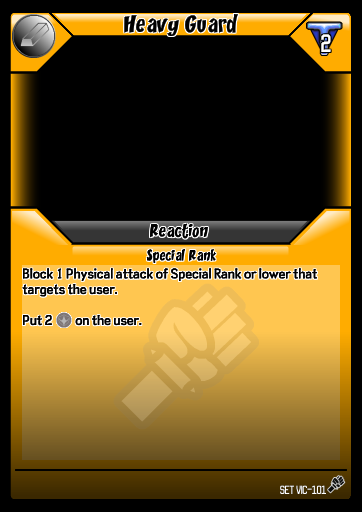 Heavy Guard
2
Reaction
Special Rank
Block 1 Physical attack of Special Rank or lower that
targets the user.
Put 2 on the user.
SET VIC-101